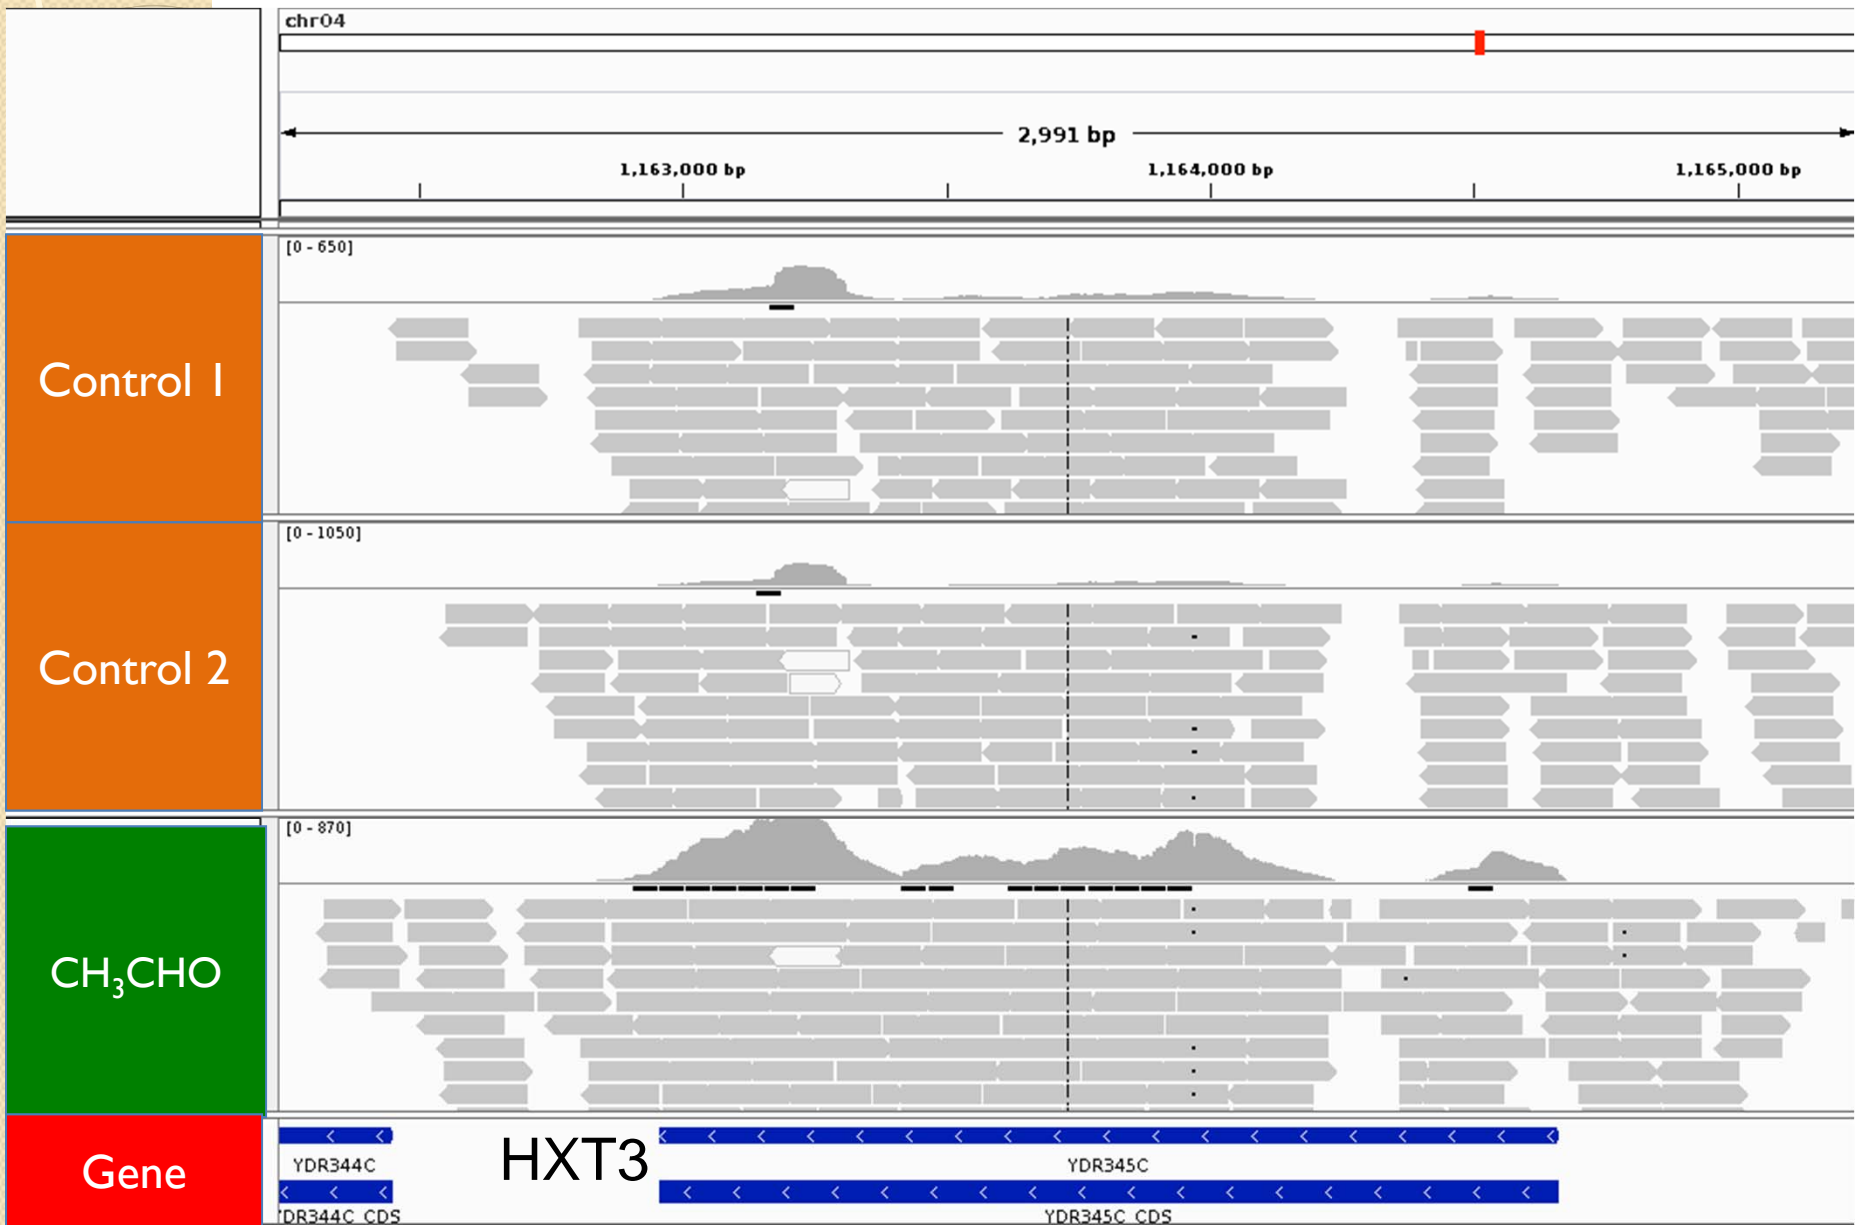 chr04
2,991 bp
1,163,000 bp 1,164,000 bp 1,165,000 bp
[0 - 650]
Control 1
[0 - 1050]
Control 2
[0 - 870]
CH₃CHO
Gene
HXT3
YDR344C YDR345C
YDR344C CDS YDR345C CDS